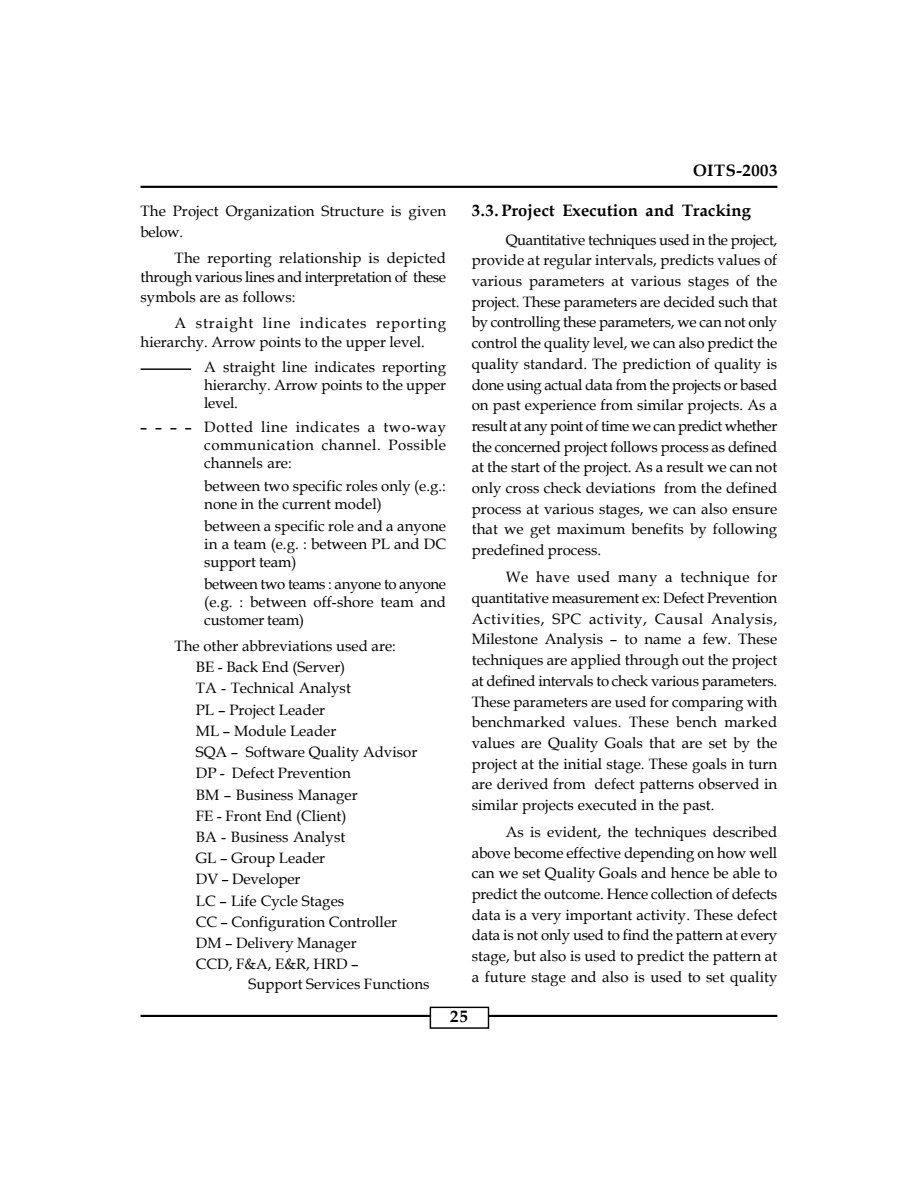 OITS-2003
The Project Organization Structure is given
below.
The reporting relationship is depicted
through various lines and interpretation of these
symbols are as follows:
A straight line indicates reporting
hierarchy. Arrow points to the upper level.
A straight line indicates reporting
hierarchy. Arrow points to the upper
level.
Dotted line indicates a two-way
communication channel. Possible
channels are:
between two specific roles only (e.g.:
none in the current model)
between a specific role and a anyone
in a team (e.g. : between PL and DC
support team)
between two teams : anyone to anyone
(e.g. : between off-shore team and
customer team)
The other abbreviations used are:
BE - Back End (Server)
TA - Technical Analyst
PL – Project Leader
ML – Module Leader
SQA – Software Quality Advisor
DP - Defect Prevention
BM – Business Manager
FE - Front End (Client)
BA - Business Analyst
GL – Group Leader
DV – Developer
LC – Life Cycle Stages
CC – Configuration Controller
DM – Delivery Manager
CCD, F&A, E&R, HRD –
Support Services Functions
3.3. Project Execution and Tracking
Quantitative techniques used in the project,
provide at regular intervals, predicts values of
various parameters at various stages of the
project. These parameters are decided such that
by controlling these parameters, we can not only
control the quality level, we can also predict the
quality standard. The prediction of quality is
done using actual data from the projects or based
on past experience from similar projects. As a
result at any point of time we can predict whether
the concerned project follows process as defined
at the start of the project. As a result we can not
only cross check deviations from the defined
process at various stages, we can also ensure
that we get maximum benefits by following
predefined process.
We have used many a technique for
quantitative measurement ex: Defect Prevention
Activities, SPC activity, Causal Analysis,
Milestone Analysis – to name a few. These
techniques are applied through out the project
at defined intervals to check various parameters.
These parameters are used for comparing with
benchmarked values. These bench marked
values are Quality Goals that are set by the
project at the initial stage. These goals in turn
are derived from defect patterns observed in
similar projects executed in the past.
As is evident, the techniques described
above become effective depending on how well
can we set Quality Goals and hence be able to
predict the outcome. Hence collection of defects
data is a very important activity. These defect
data is not only used to find the pattern at every
stage, but also is used to predict the pattern at
a future stage and also is used to set quality
25